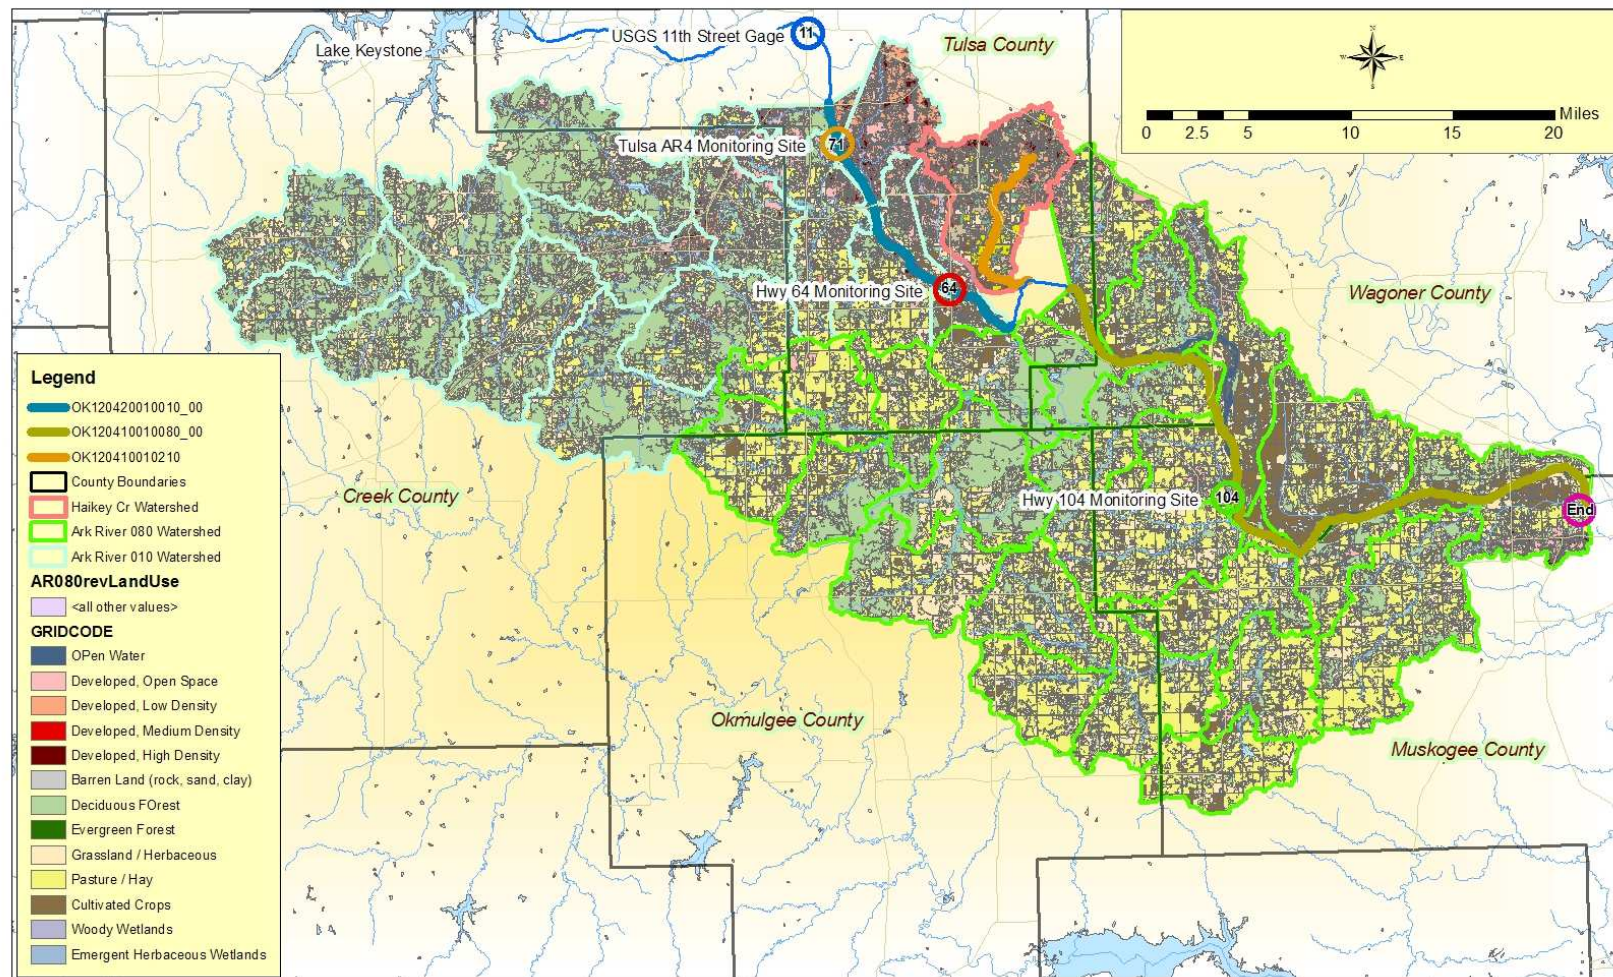 Lake Keystone
USGS 11th Street Gage
11
Tulsa County
N
W
E
S
Miles
0
2.5
5
10
15
20
Tulsa AR4 Monitoring Site
71
Hwy 64 Monitoring Site
64
Wagoner County
Creek County
Hwy 104 Monitoring Site
104
End
Okmulgee County
Muskogee County
Legend
OK120420010010_00
OK120410010080_00
OK120410010210
County Boundaries
Haikey Cr Watershed
Ark River 080 Watershed
Ark River 010 Watershed
AR080revLandUse
<all other values>
GRIDCODE
OPen Water
Developed, Open Space
Developed, Low Density
Developed, Medium Density
Developed, High Density
Barren Land (rock, sand, clay)
Deciduous FOrest
Evergreen Forest
Grassland / Herbaceous
Pasture / Hay
Cultivated Crops
Woody Wetlands
Emergent Herbaceous Wetlands